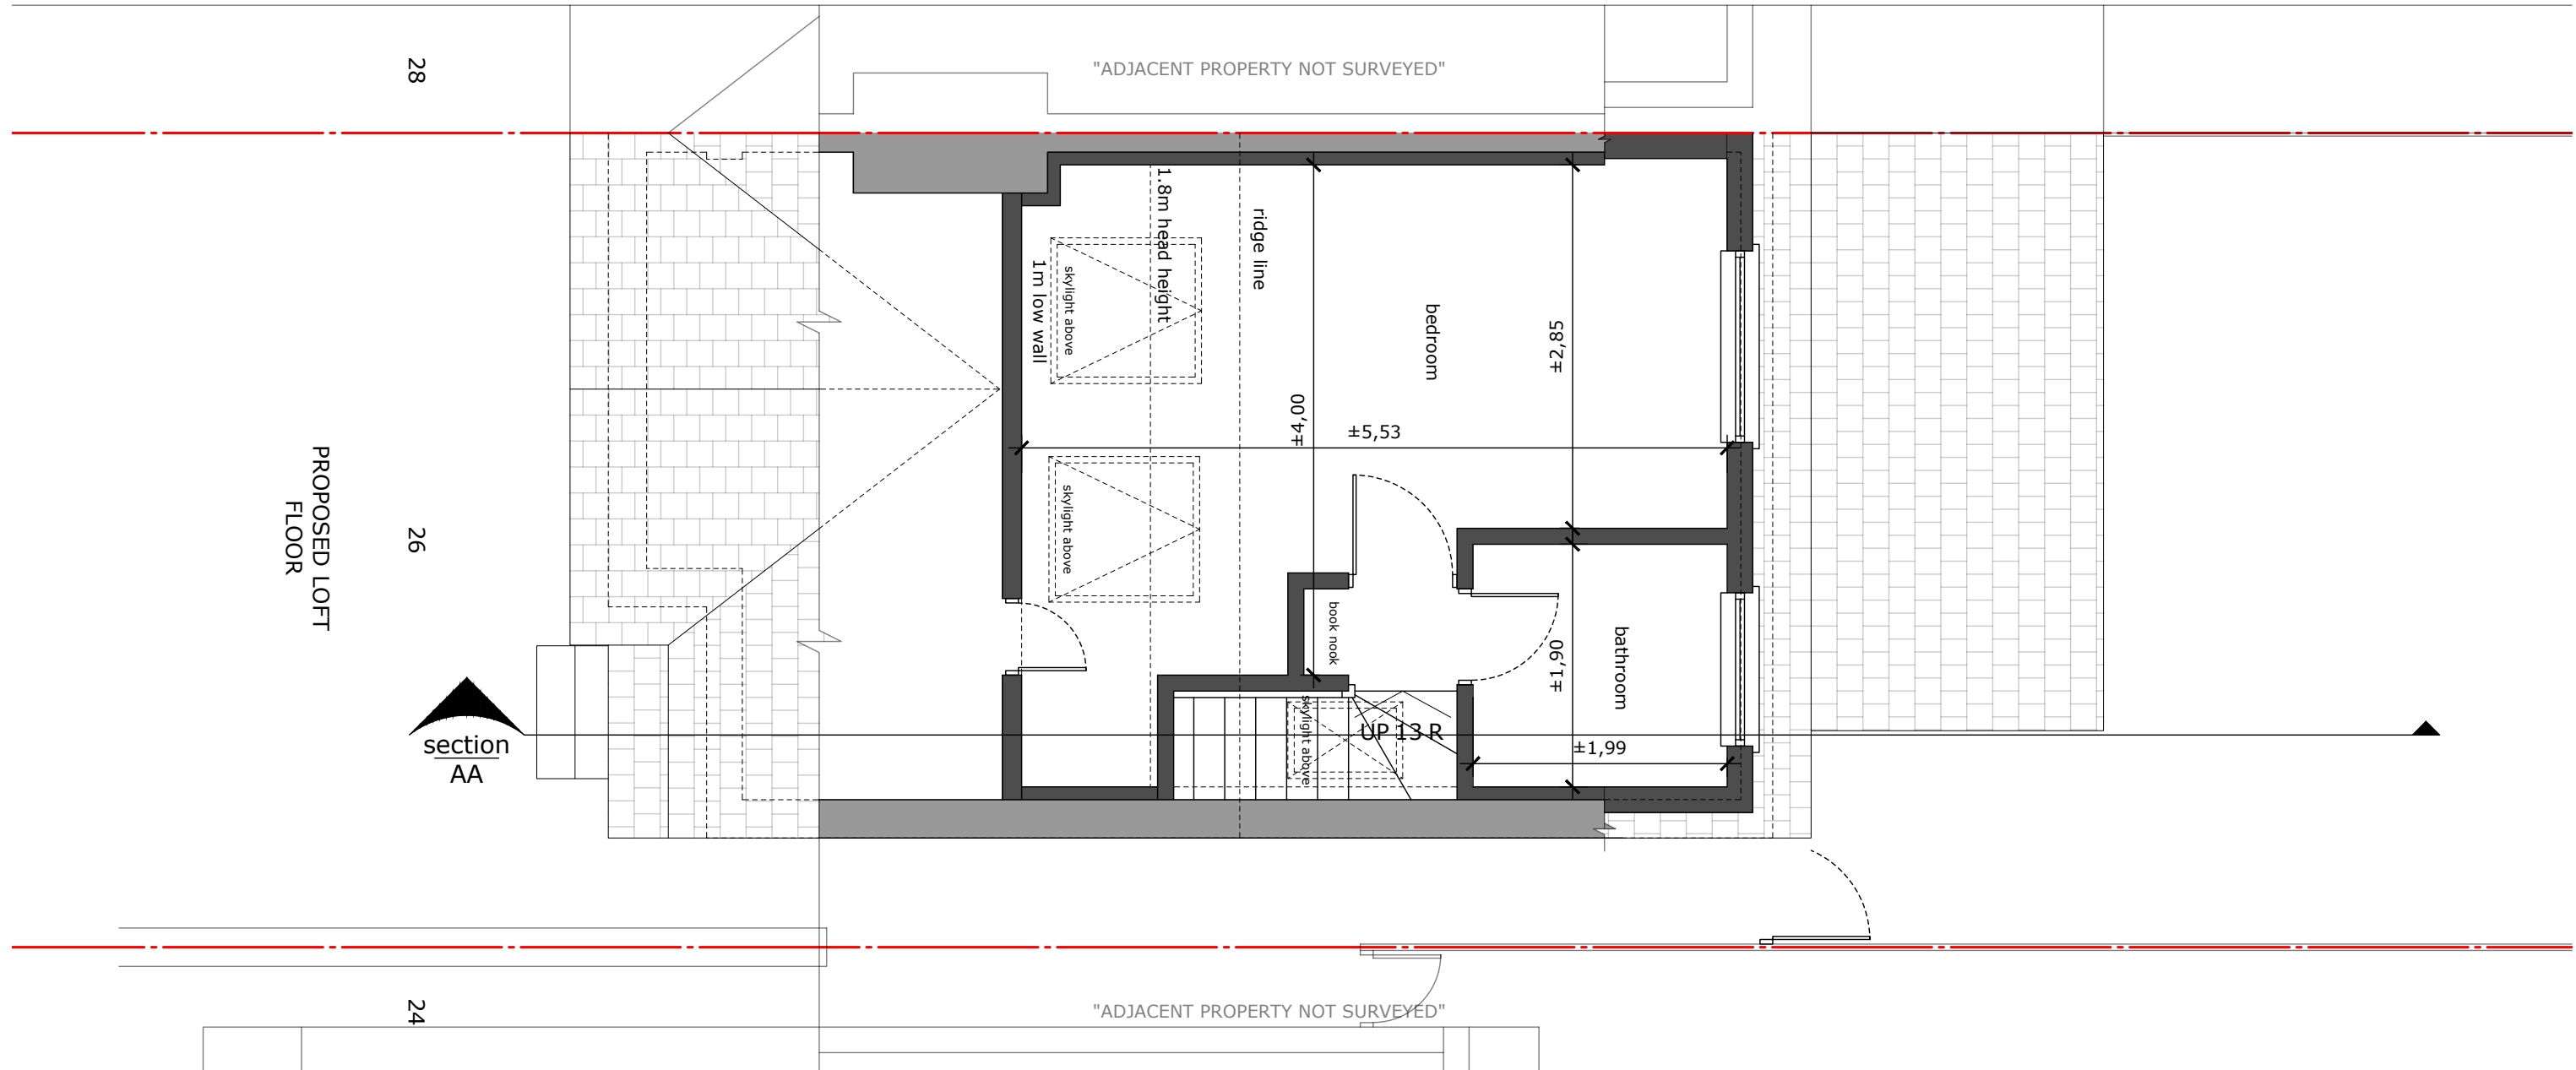 "ADJACENT PROPERTY NOT SURVEYED"
28
1.8m head height
ridge line
1m low wall
skylight above
bedroom
±2,85
±4,00
±5,53
PROPOSED LOFT
FLOOR
26
skylight above
book nook
bathroom
±1,90
skylight above
UP 13 R
±1,99
section
AA
24
"ADJACENT PROPERTY NOT SURVEYED"